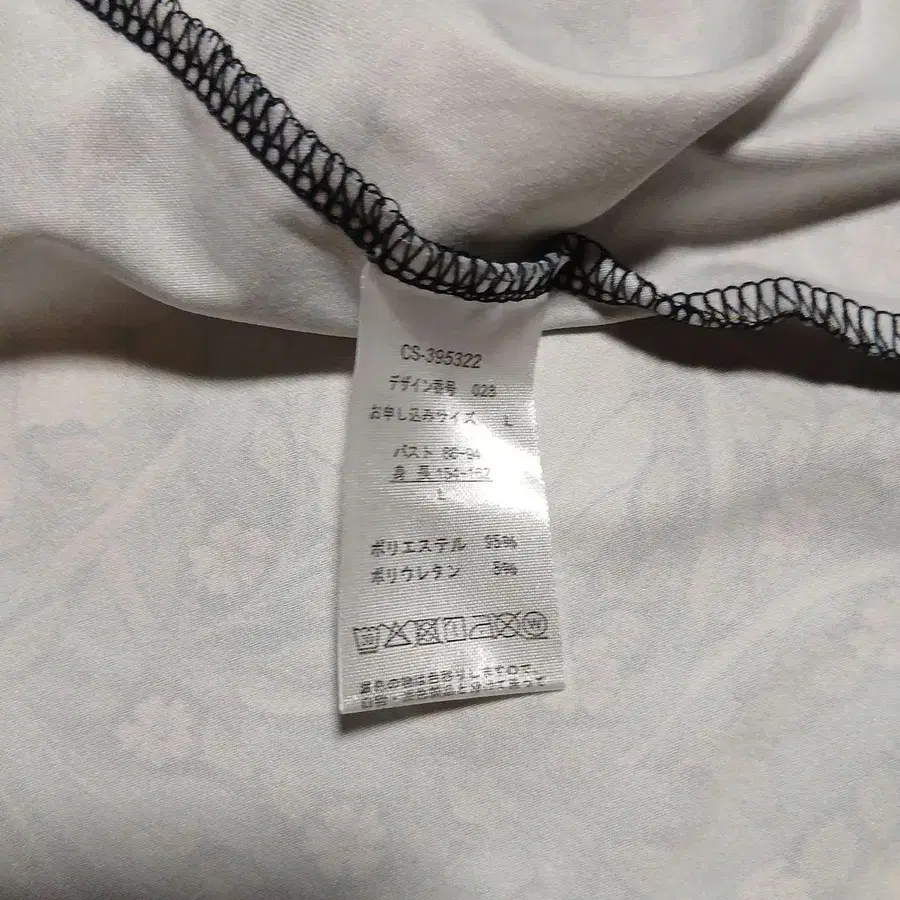 CS-395322
デザイン番号 028
お申し込みサイズ L
バスト 86-94
身 長 154-162
L
ポリエステル 95%
ポリウレタン 5%